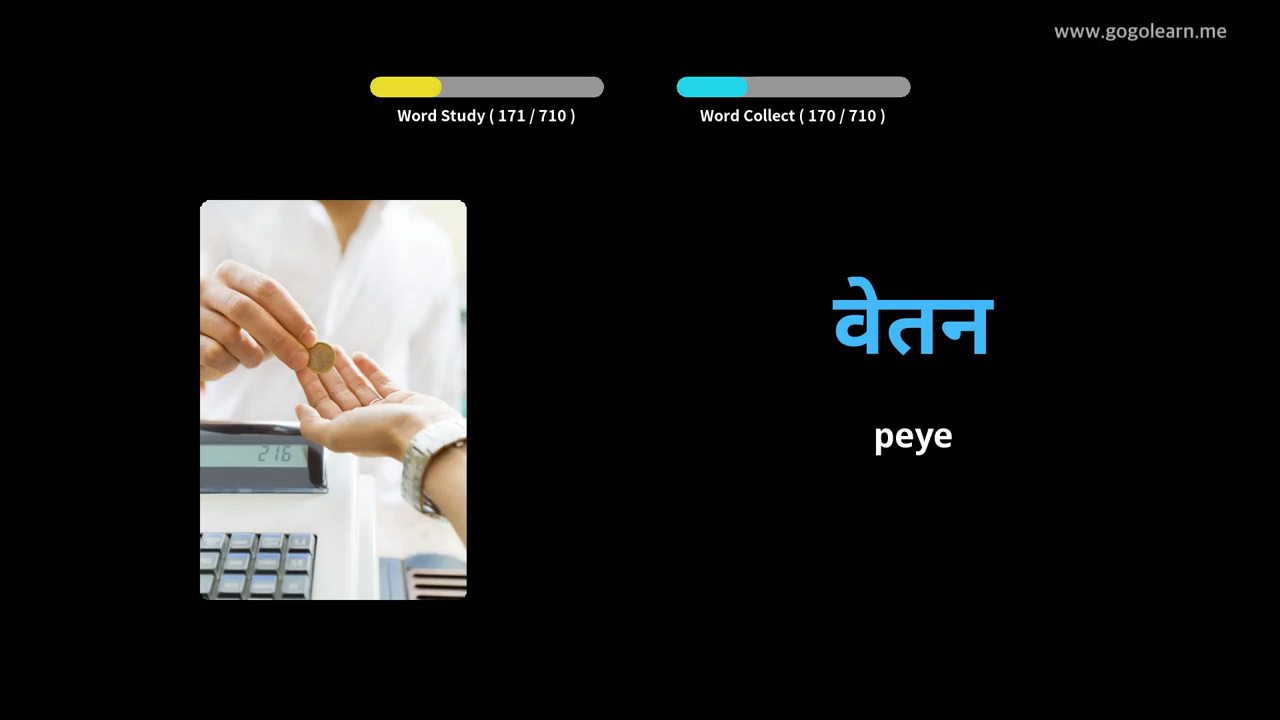 www.gogolearn.me
Word Study ( 171 / 710 )
Word Collect ( 170 / 710 )
वेतन
peye
216